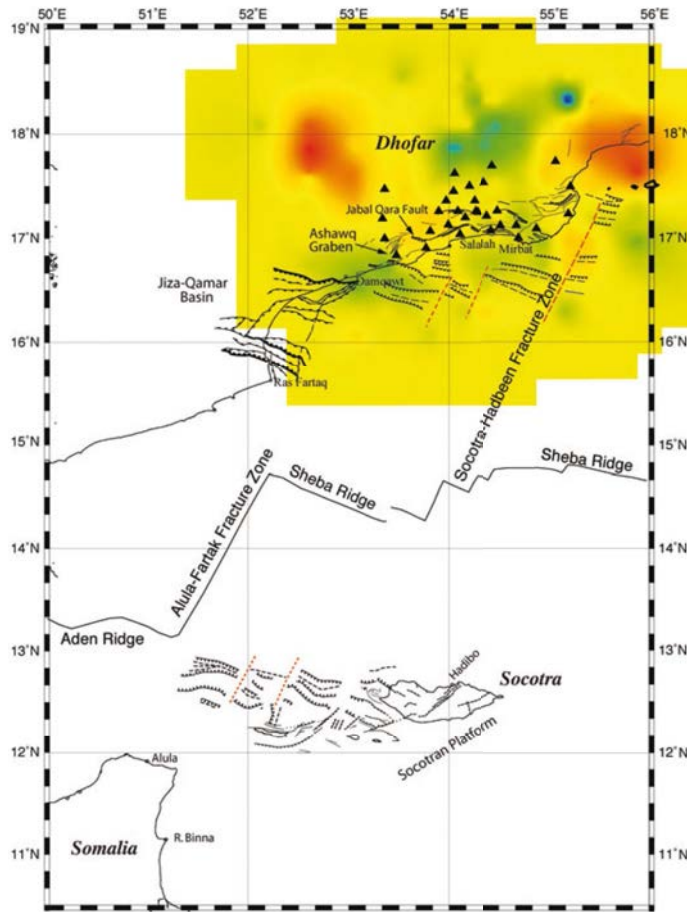 50˚E
51˚E
52˚E
53˚E
54˚E
55˚E
56˚E
19˚N
18˚N
18˚N
Dhofar
Jabal Qara Fault
17˚N
17˚N
Ashawq
Graben
Salalah
Mirbat
Jiza-Qamar
Basin
Damqawt
16˚N
16˚N
Ras Fartaq
Socotra-Hadbeen Fracture Zone
15˚N
15˚N
Alula-Fartak Fracture Zone
Sheba Ridge
Sheba Ridge
14˚N
14˚N
Aden Ridge
13˚N
13˚N
Hadibo
Socotra
Socotran Platform
12˚N
12˚N
Alula
R. Binna
Somalia
11˚N
11˚N